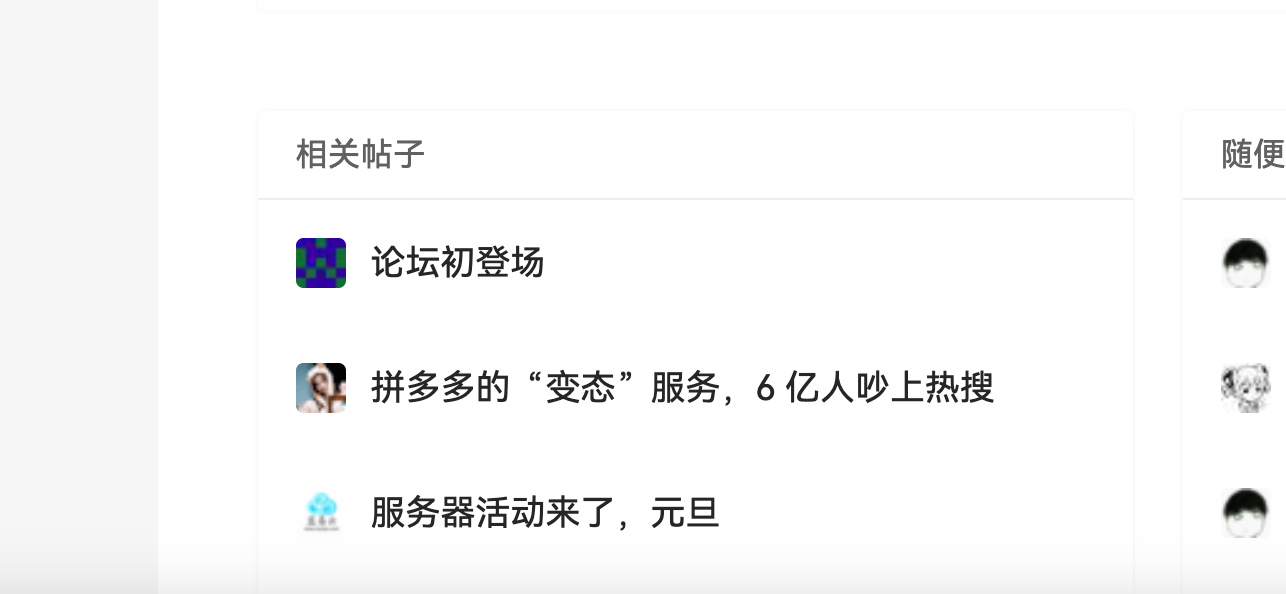 相关帖子
随便
论坛初登场
拼多多的“变态”服务，6 亿人吵上热搜
服务器活动来了，元旦